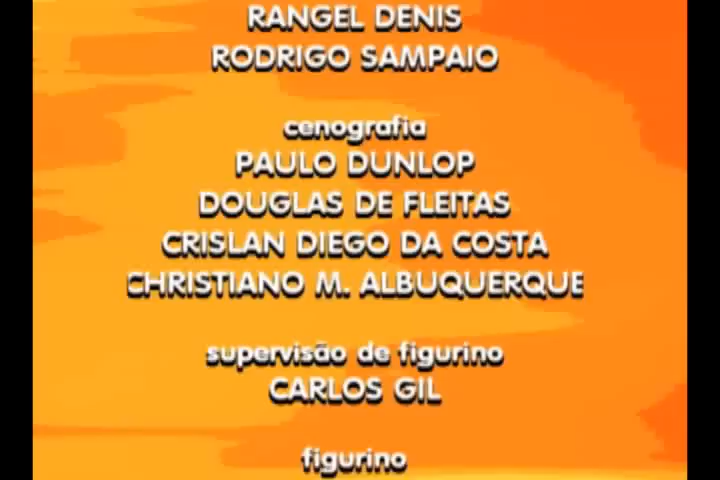 RANGEL DENIS
RODRIGO SAMPAIO
cenografia
PAULO DUNLOP
DOUGLAS DE FLEITAS
CRISLAN DIEGO DA COSTA
CHRISTIANO M. ALBUQUERQUE
supervisão de figurino
CARLOS GIL
figurino